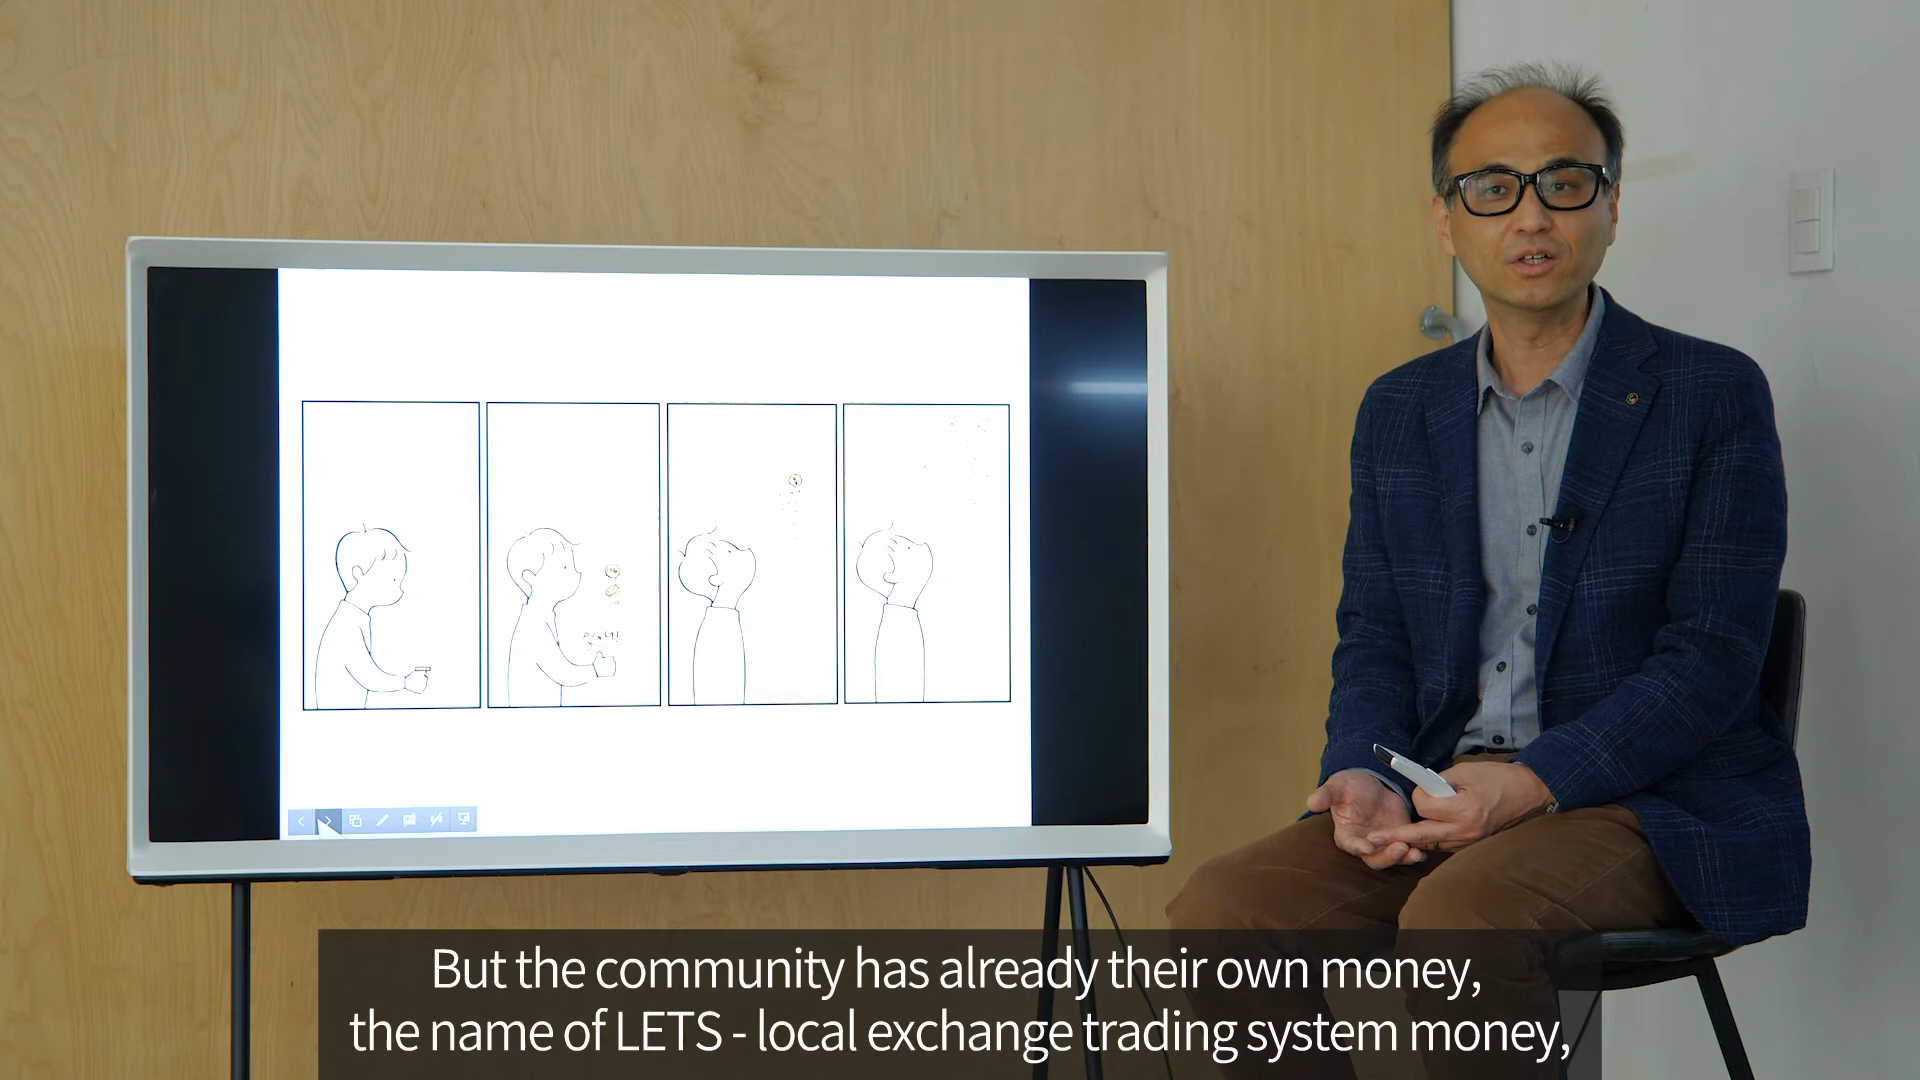 But the community has already their own money,
the name of LETS - local exchange trading system money,